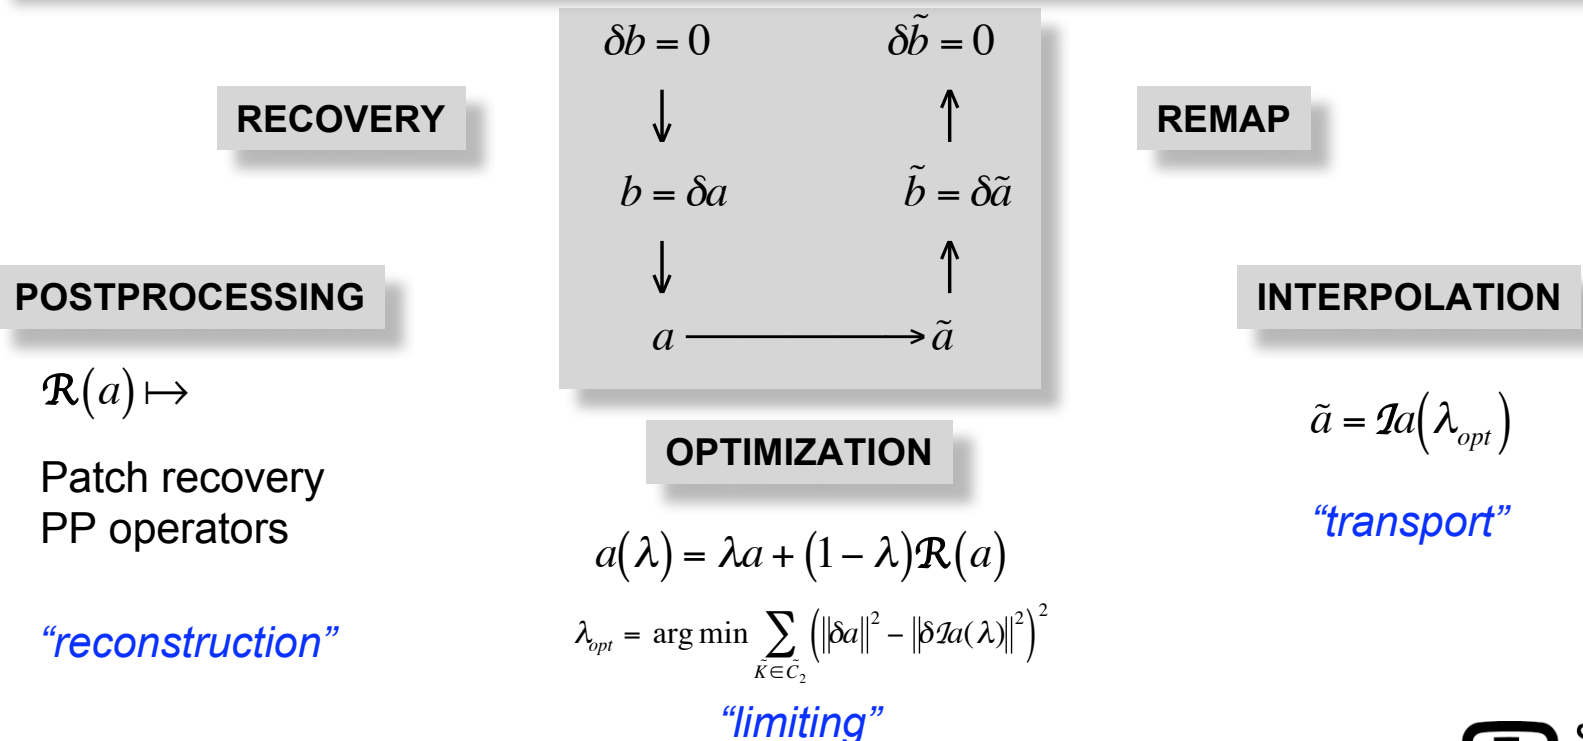 δb = 0
δb̃ = 0
RECOVERY
↓
↑
REMAP
b = δa
b̃ = δã
↓
↑
POSTPROCESSING
INTERPOLATION
a ⟶ ã
ℛ(a) ↦
Patch recovery
PP operators
“reconstruction”
OPTIMIZATION
a(λ) = λa + (1 − λ)ℛ(a)
λ_opt = arg min ∑_{K̃∈C̃₂} (‖δa‖² − ‖δℐa(λ)‖²)²
“limiting”
ã = ℐa(λ_opt)
“transport”